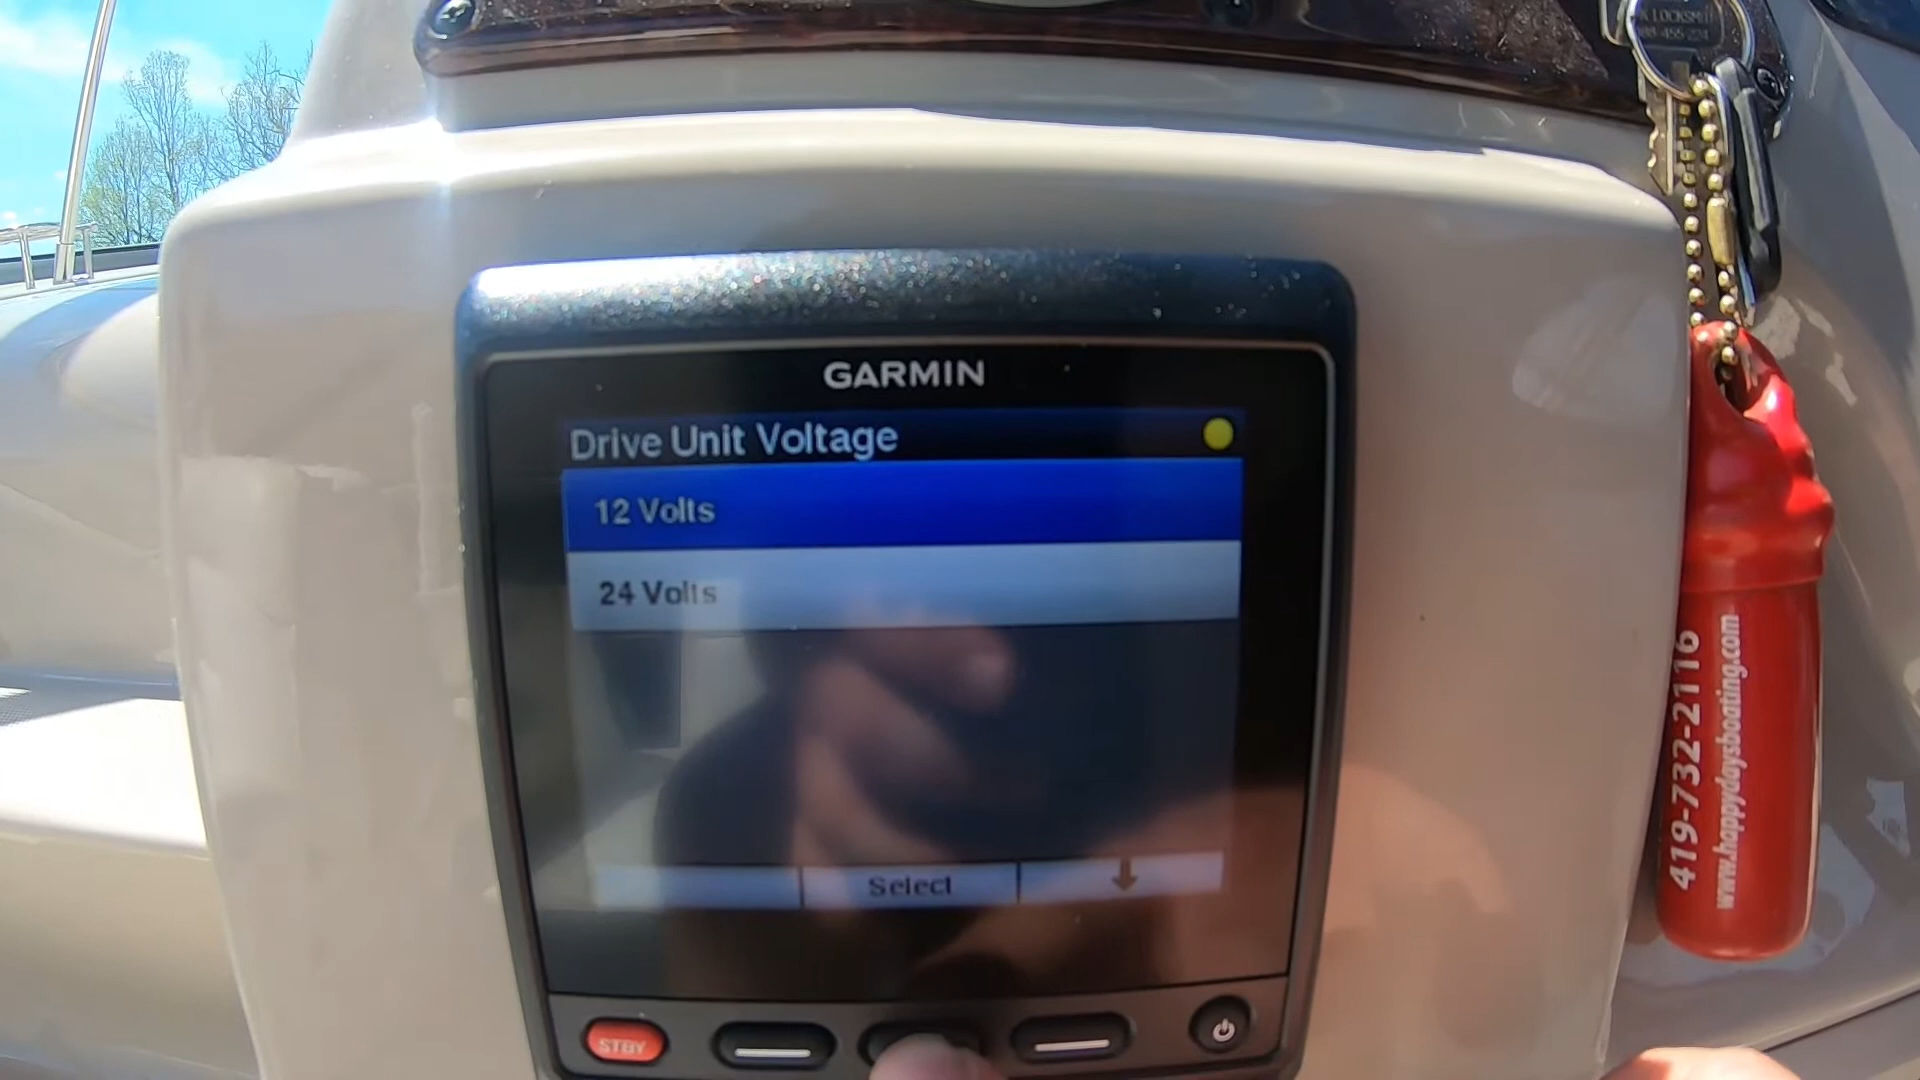 GARMIN
Drive Unit Voltage
12 Volts
24 Volts
Select
STBY
419-732-2116
www.happydaysboating.com